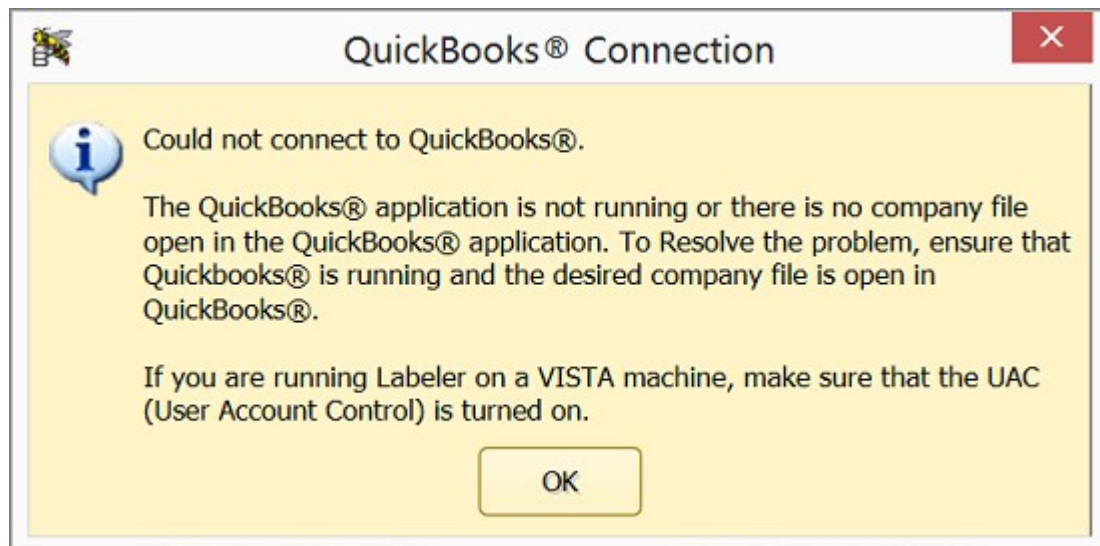 QuickBooks® Connection
Could not connect to QuickBooks®.
The QuickBooks® application is not running or there is no company file
open in the QuickBooks® application. To Resolve the problem, ensure that
Quickbooks® is running and the desired company file is open in
QuickBooks®.
If you are running Labeler on a VISTA machine, make sure that the UAC
(User Account Control) is turned on.
OK